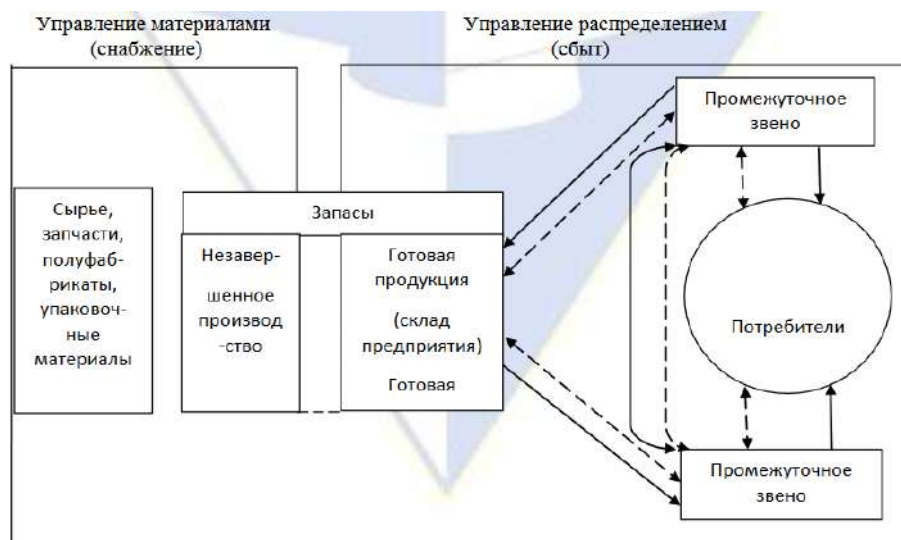 Управление материалами
(снабжение)
Управление распределением
(сбыт)
Промежуточное
звено
Сырье,
запчасти,
полуфаб-
рикаты,
упаковоч-
ные
материалы
Запасы
Незавер-
шенное
производ
-ство
Готовая
продукция
(склад
предприятия)
Готовая
Потребители
Промежуточное
звено